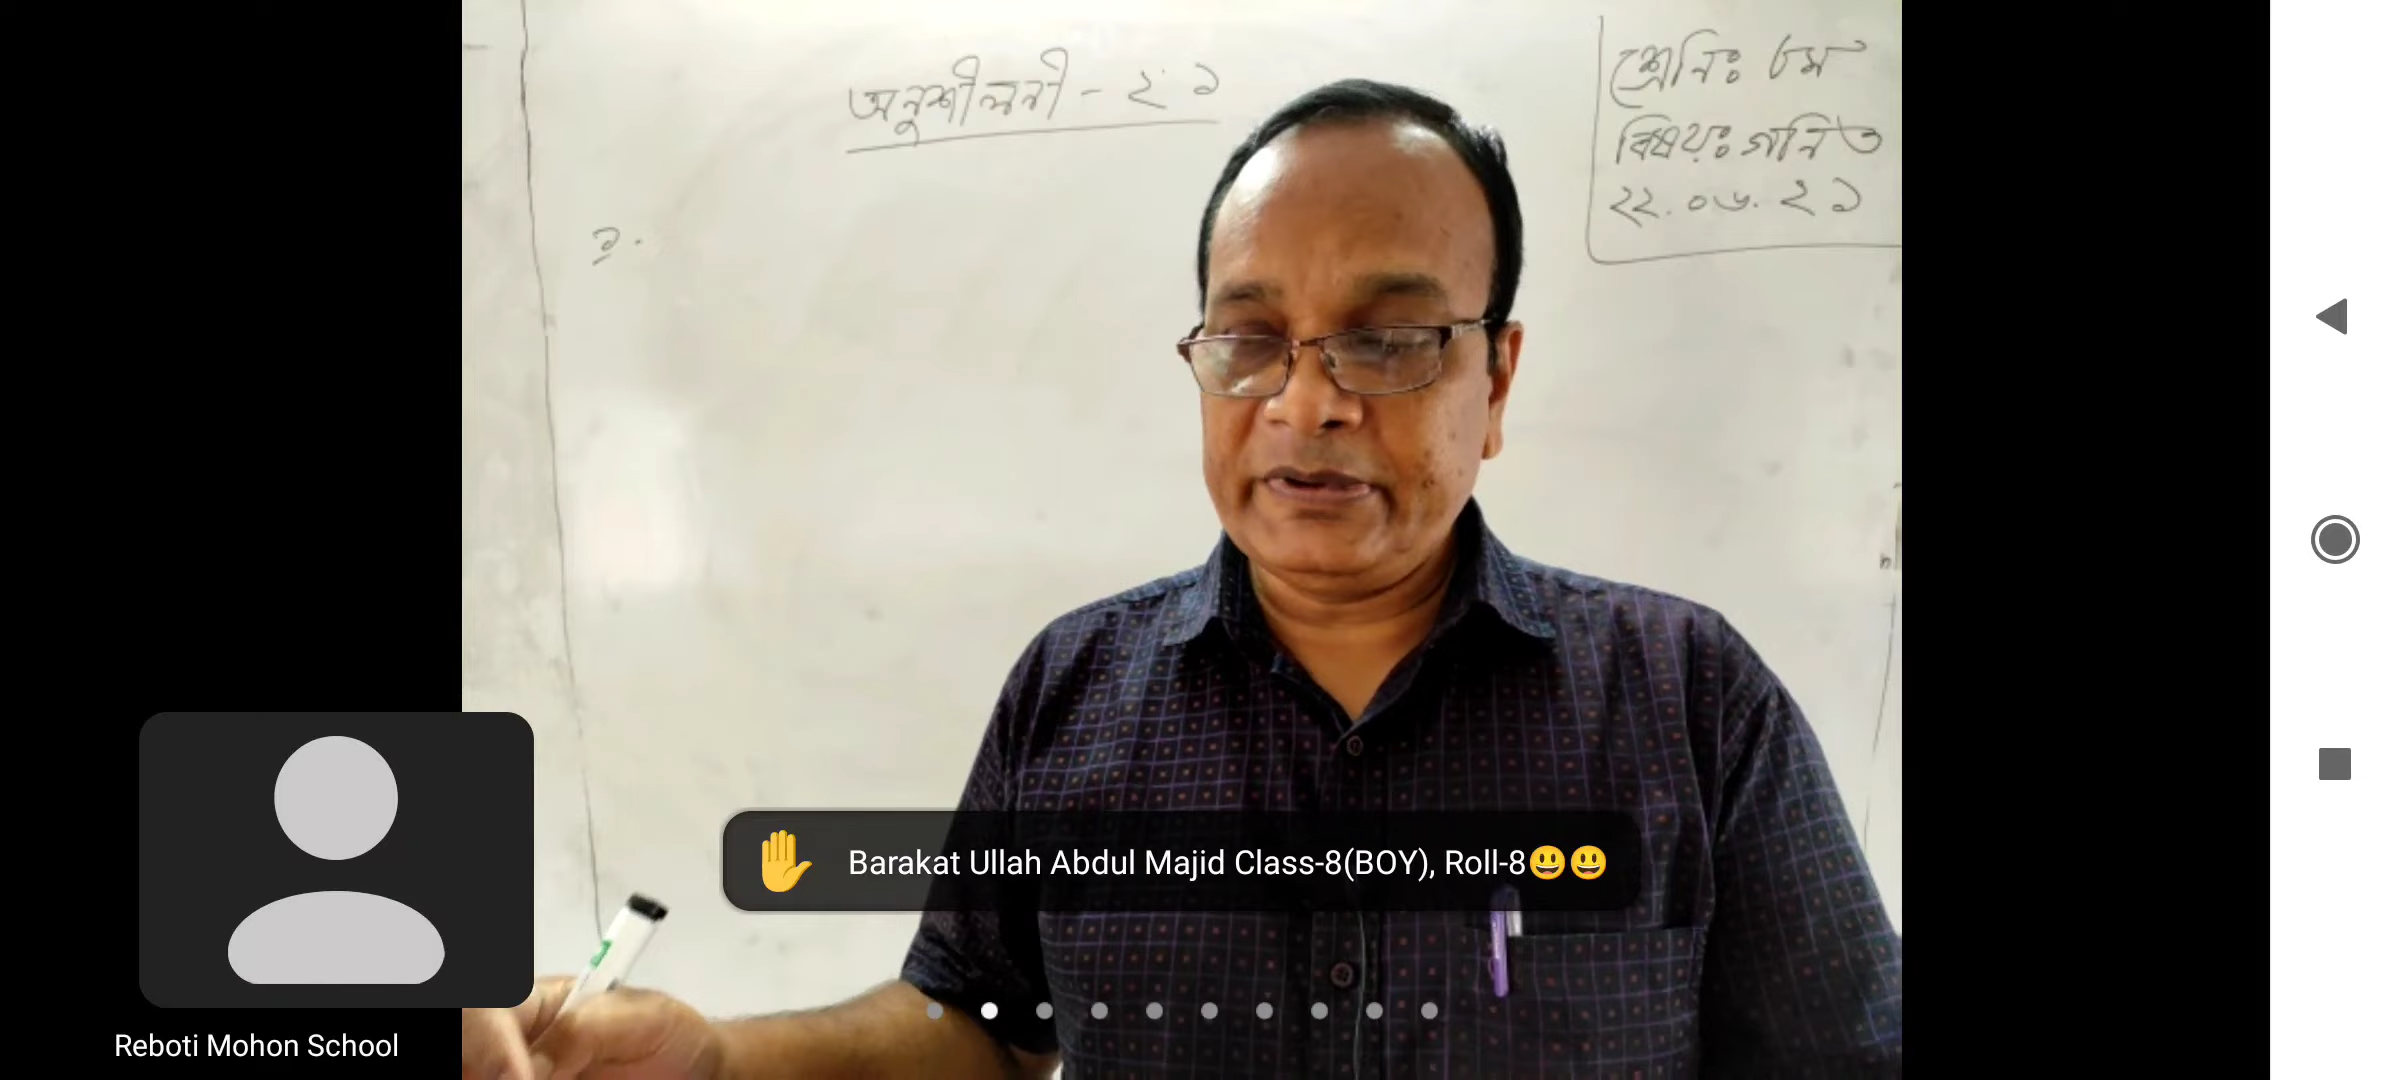 অনুশীলনী - ২.১
শ্রেনিঃ ৮ম
বিষয়ঃ গনিত
২২.০৬.২১
১.
Barakat Ullah Abdul Majid Class-8(BOY), Roll-8😃😃
Reboti Mohon School